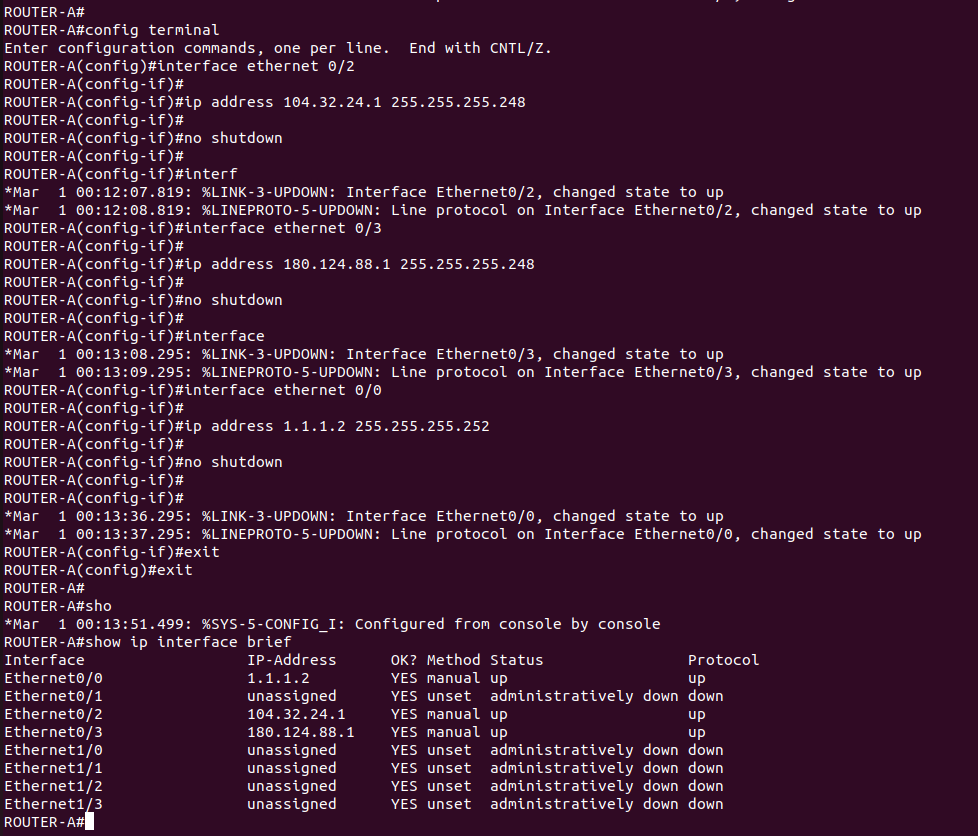 ROUTER-A#
ROUTER-A#config terminal
Enter configuration commands, one per line.  End with CNTL/Z.
ROUTER-A(config)#interface ethernet 0/2
ROUTER-A(config-if)#
ROUTER-A(config-if)#ip address 104.32.24.1 255.255.255.248
ROUTER-A(config-if)#
ROUTER-A(config-if)#no shutdown
ROUTER-A(config-if)#
ROUTER-A(config-if)#interf
*Mar  1 00:12:07.819: %LINK-3-UPDOWN: Interface Ethernet0/2, changed state to up
*Mar  1 00:12:08.819: %LINEPROTO-5-UPDOWN: Line protocol on Interface Ethernet0/2, changed state to up
ROUTER-A(config-if)#interface ethernet 0/3
ROUTER-A(config-if)#
ROUTER-A(config-if)#ip address 180.124.88.1 255.255.255.248
ROUTER-A(config-if)#
ROUTER-A(config-if)#no shutdown
ROUTER-A(config-if)#
ROUTER-A(config-if)#interface
*Mar  1 00:13:08.295: %LINK-3-UPDOWN: Interface Ethernet0/3, changed state to up
*Mar  1 00:13:09.295: %LINEPROTO-5-UPDOWN: Line protocol on Interface Ethernet0/3, changed state to up
ROUTER-A(config-if)#interface ethernet 0/0
ROUTER-A(config-if)#
ROUTER-A(config-if)#ip address 1.1.1.2 255.255.255.252
ROUTER-A(config-if)#
ROUTER-A(config-if)#no shutdown
ROUTER-A(config-if)#
ROUTER-A(config-if)#
*Mar  1 00:13:36.295: %LINK-3-UPDOWN: Interface Ethernet0/0, changed state to up
*Mar  1 00:13:37.295: %LINEPROTO-5-UPDOWN: Line protocol on Interface Ethernet0/0, changed state to up
ROUTER-A(config-if)#exit
ROUTER-A(config)#exit
ROUTER-A#
ROUTER-A#sho
*Mar  1 00:13:51.499: %SYS-5-CONFIG_I: Configured from console by console
ROUTER-A#show ip interface brief
Interface                  IP-Address      OK? Method Status                Protocol
Ethernet0/0                1.1.1.2         YES manual up                    up
Ethernet0/1                unassigned      YES unset  administratively down down
Ethernet0/2                104.32.24.1     YES manual up                    up
Ethernet0/3                180.124.88.1    YES manual up                    up
Ethernet1/0                unassigned      YES unset  administratively down down
Ethernet1/1                unassigned      YES unset  administratively down down
Ethernet1/2                unassigned      YES unset  administratively down down
Ethernet1/3                unassigned      YES unset  administratively down down
ROUTER-A#